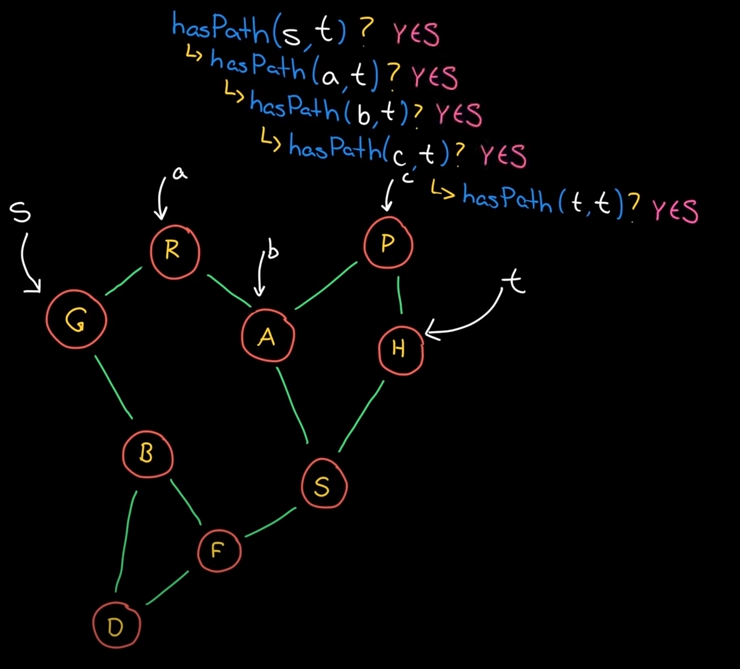 hasPath(s,t)? YES
↳hasPath(a,t)? YES
↳hasPath(b,t)? YES
↳hasPath(c,t)? YES
↳hasPath(t,t)? YES
a
c
s
b
t
R
P
G
A
H
B
S
F
D